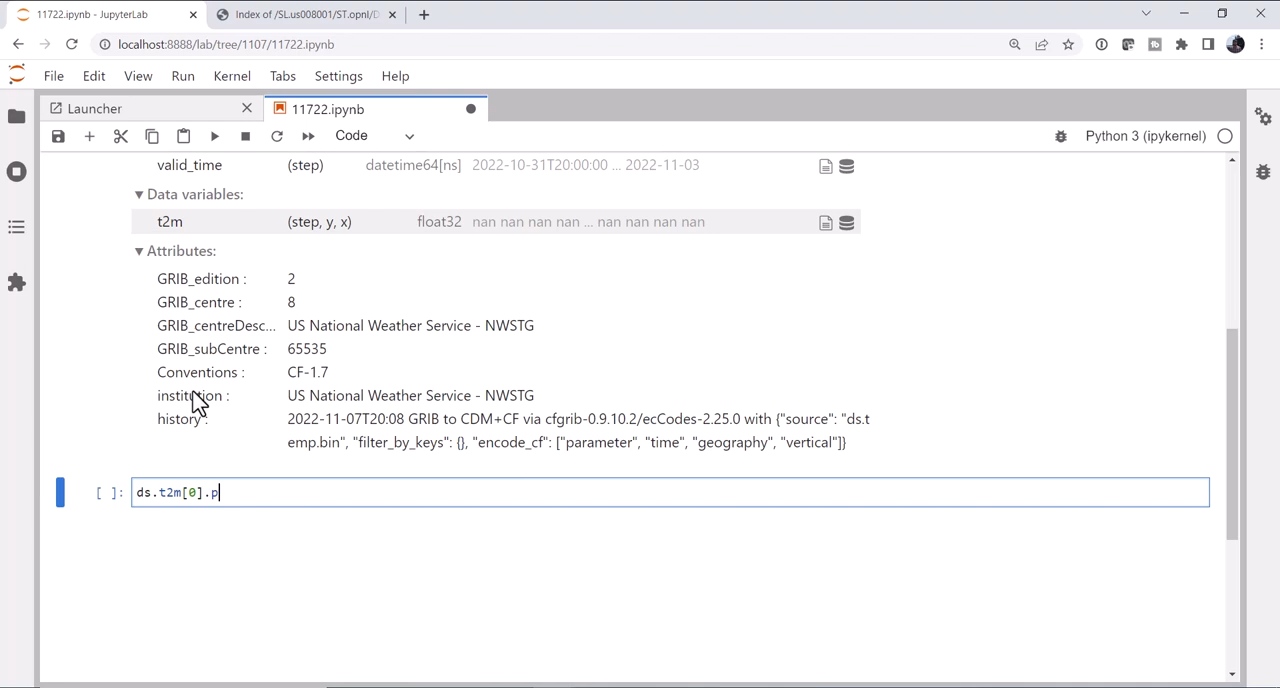 11722.ipynb - JupyterLab
Index of /SL.us008001/ST.opnl/D
localhost:8888/lab/tree/1107/11722.ipynb
File Edit View Run Kernel Tabs Settings Help
Launcher
11722.ipynb
Code
Python 3 (ipykernel)
valid_time (step) datetime64[ns] 2022-10-31T20:00:00 ... 2022-11-03
Data variables:
t2m (step, y, x) float32 nan nan nan nan ... nan nan nan nan
Attributes:
GRIB_edition : 2
GRIB_centre : 8
GRIB_centreDesc... US National Weather Service - NWSTG
GRIB_subCentre : 65535
Conventions : CF-1.7
institution : US National Weather Service - NWSTG
history : 2022-11-07T20:08 GRIB to CDM+CF via cfgrib-0.9.10.2/ecCodes-2.25.0 with {"source": "ds.t
emp.bin", "filter_by_keys": {}, "encode_cf": ["parameter", "time", "geography", "vertical"]}
[ ]: ds.t2m[0].p